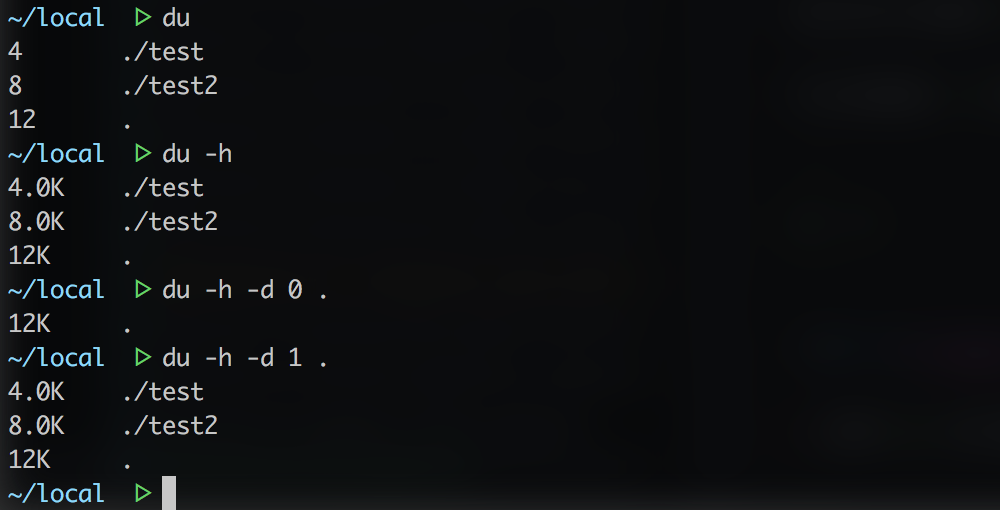 ~/local ▷ du
4 ./test
8 ./test2
12 .
~/local ▷ du -h
4.0K ./test
8.0K ./test2
12K .
~/local ▷ du -h -d 0 .
12K .
~/local ▷ du -h -d 1 .
4.0K ./test
8.0K ./test2
12K .
~/local ▷